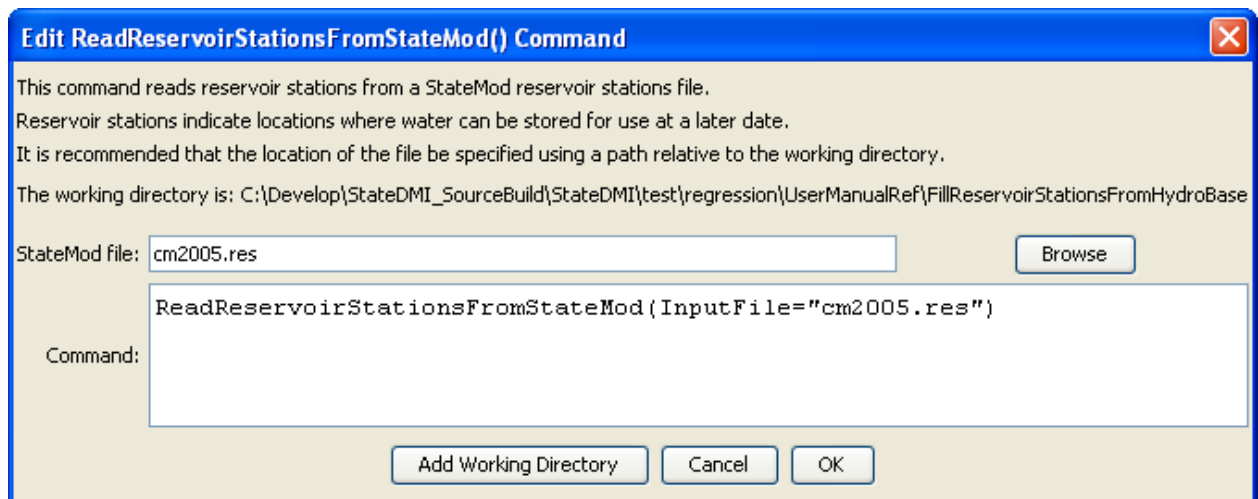 Edit ReadReservoirStationsFromStateMod() Command
This command reads reservoir stations from a StateMod reservoir stations file.
Reservoir stations indicate locations where water can be stored for use at a later date.
It is recommended that the location of the file be specified using a path relative to the working directory.
The working directory is: C:\Develop\StateDMI_SourceBuild\StateDMI\test\regression\UserManualRef\FillReservoirStationsFromHydroBase
StateMod file: cm2005.res Browse
ReadReservoirStationsFromStateMod(InputFile="cm2005.res")
Command:
Add Working Directory Cancel OK